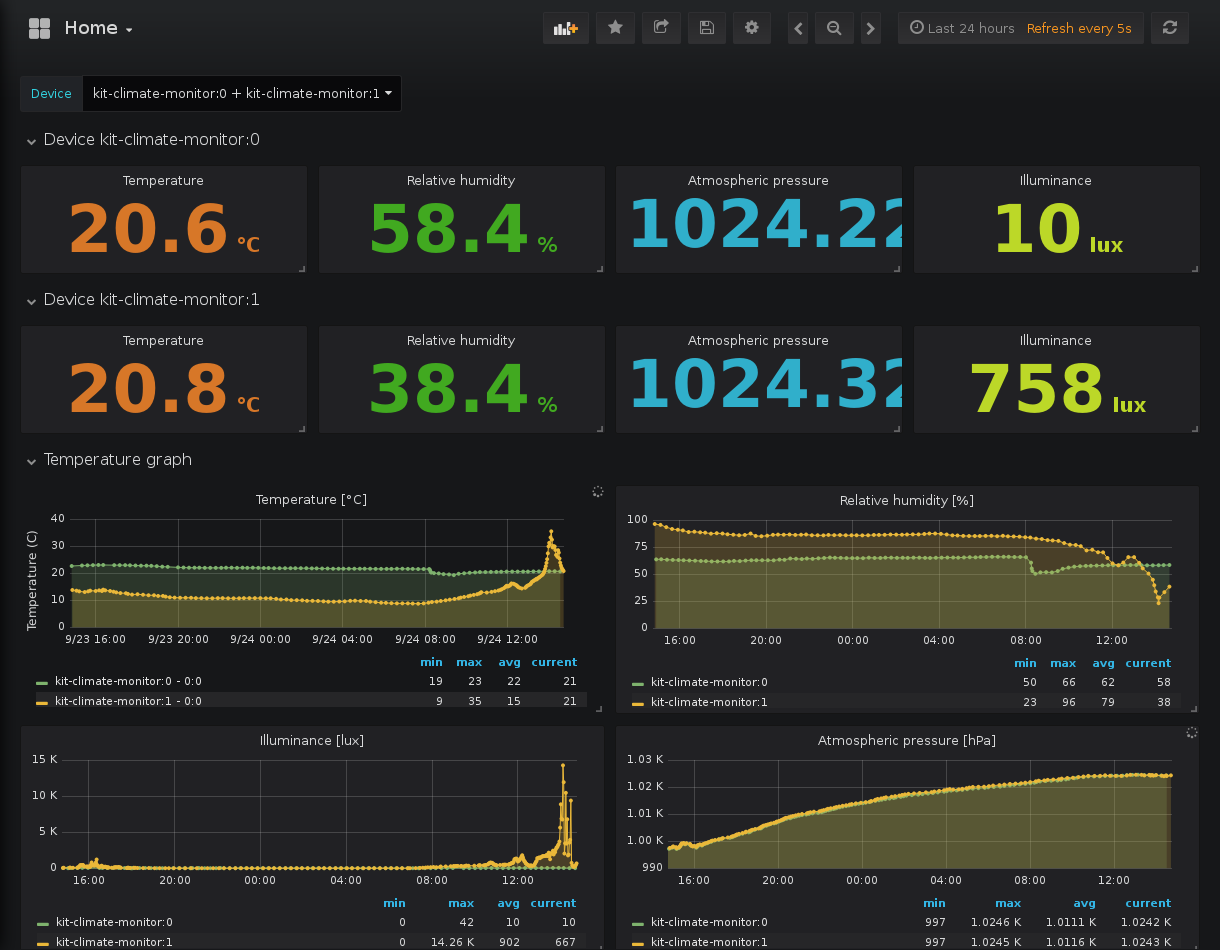 Home
Last 24 hours Refresh every 5s
Device kit-climate-monitor:0 + kit-climate-monitor:1
Device kit-climate-monitor:0
Temperature Relative humidity Atmospheric pressure Illuminance
20.6 °C 58.4 % 1024.22 10 lux
Device kit-climate-monitor:1
Temperature Relative humidity Atmospheric pressure Illuminance
20.8 °C 38.4 % 1024.32 758 lux
Temperature graph
Temperature [°C]
Temperature (C)
40
30
20
10
0
9/23 16:00 9/23 20:00 9/24 00:00 9/24 04:00 9/24 08:00 9/24 12:00
min max avg current
kit-climate-monitor:0 - 0:0 19 23 22 21
kit-climate-monitor:1 - 0:0 9 35 15 21
Relative humidity [%]
100
75
50
25
0
16:00 20:00 00:00 04:00 08:00 12:00
min max avg current
kit-climate-monitor:0 50 66 62 58
kit-climate-monitor:1 23 96 79 38
Illuminance [lux]
15 K
10 K
5 K
0
16:00 20:00 00:00 04:00 08:00 12:00
min max avg current
kit-climate-monitor:0 0 42 10 10
kit-climate-monitor:1 0 14.26 K 902 667
Atmospheric pressure [hPa]
1.03 K
1.02 K
1.01 K
1.00 K
990
16:00 20:00 00:00 04:00 08:00 12:00
min max avg current
kit-climate-monitor:0 997 1.0246 K 1.0111 K 1.0242 K
kit-climate-monitor:1 997 1.0245 K 1.0116 K 1.0243 K